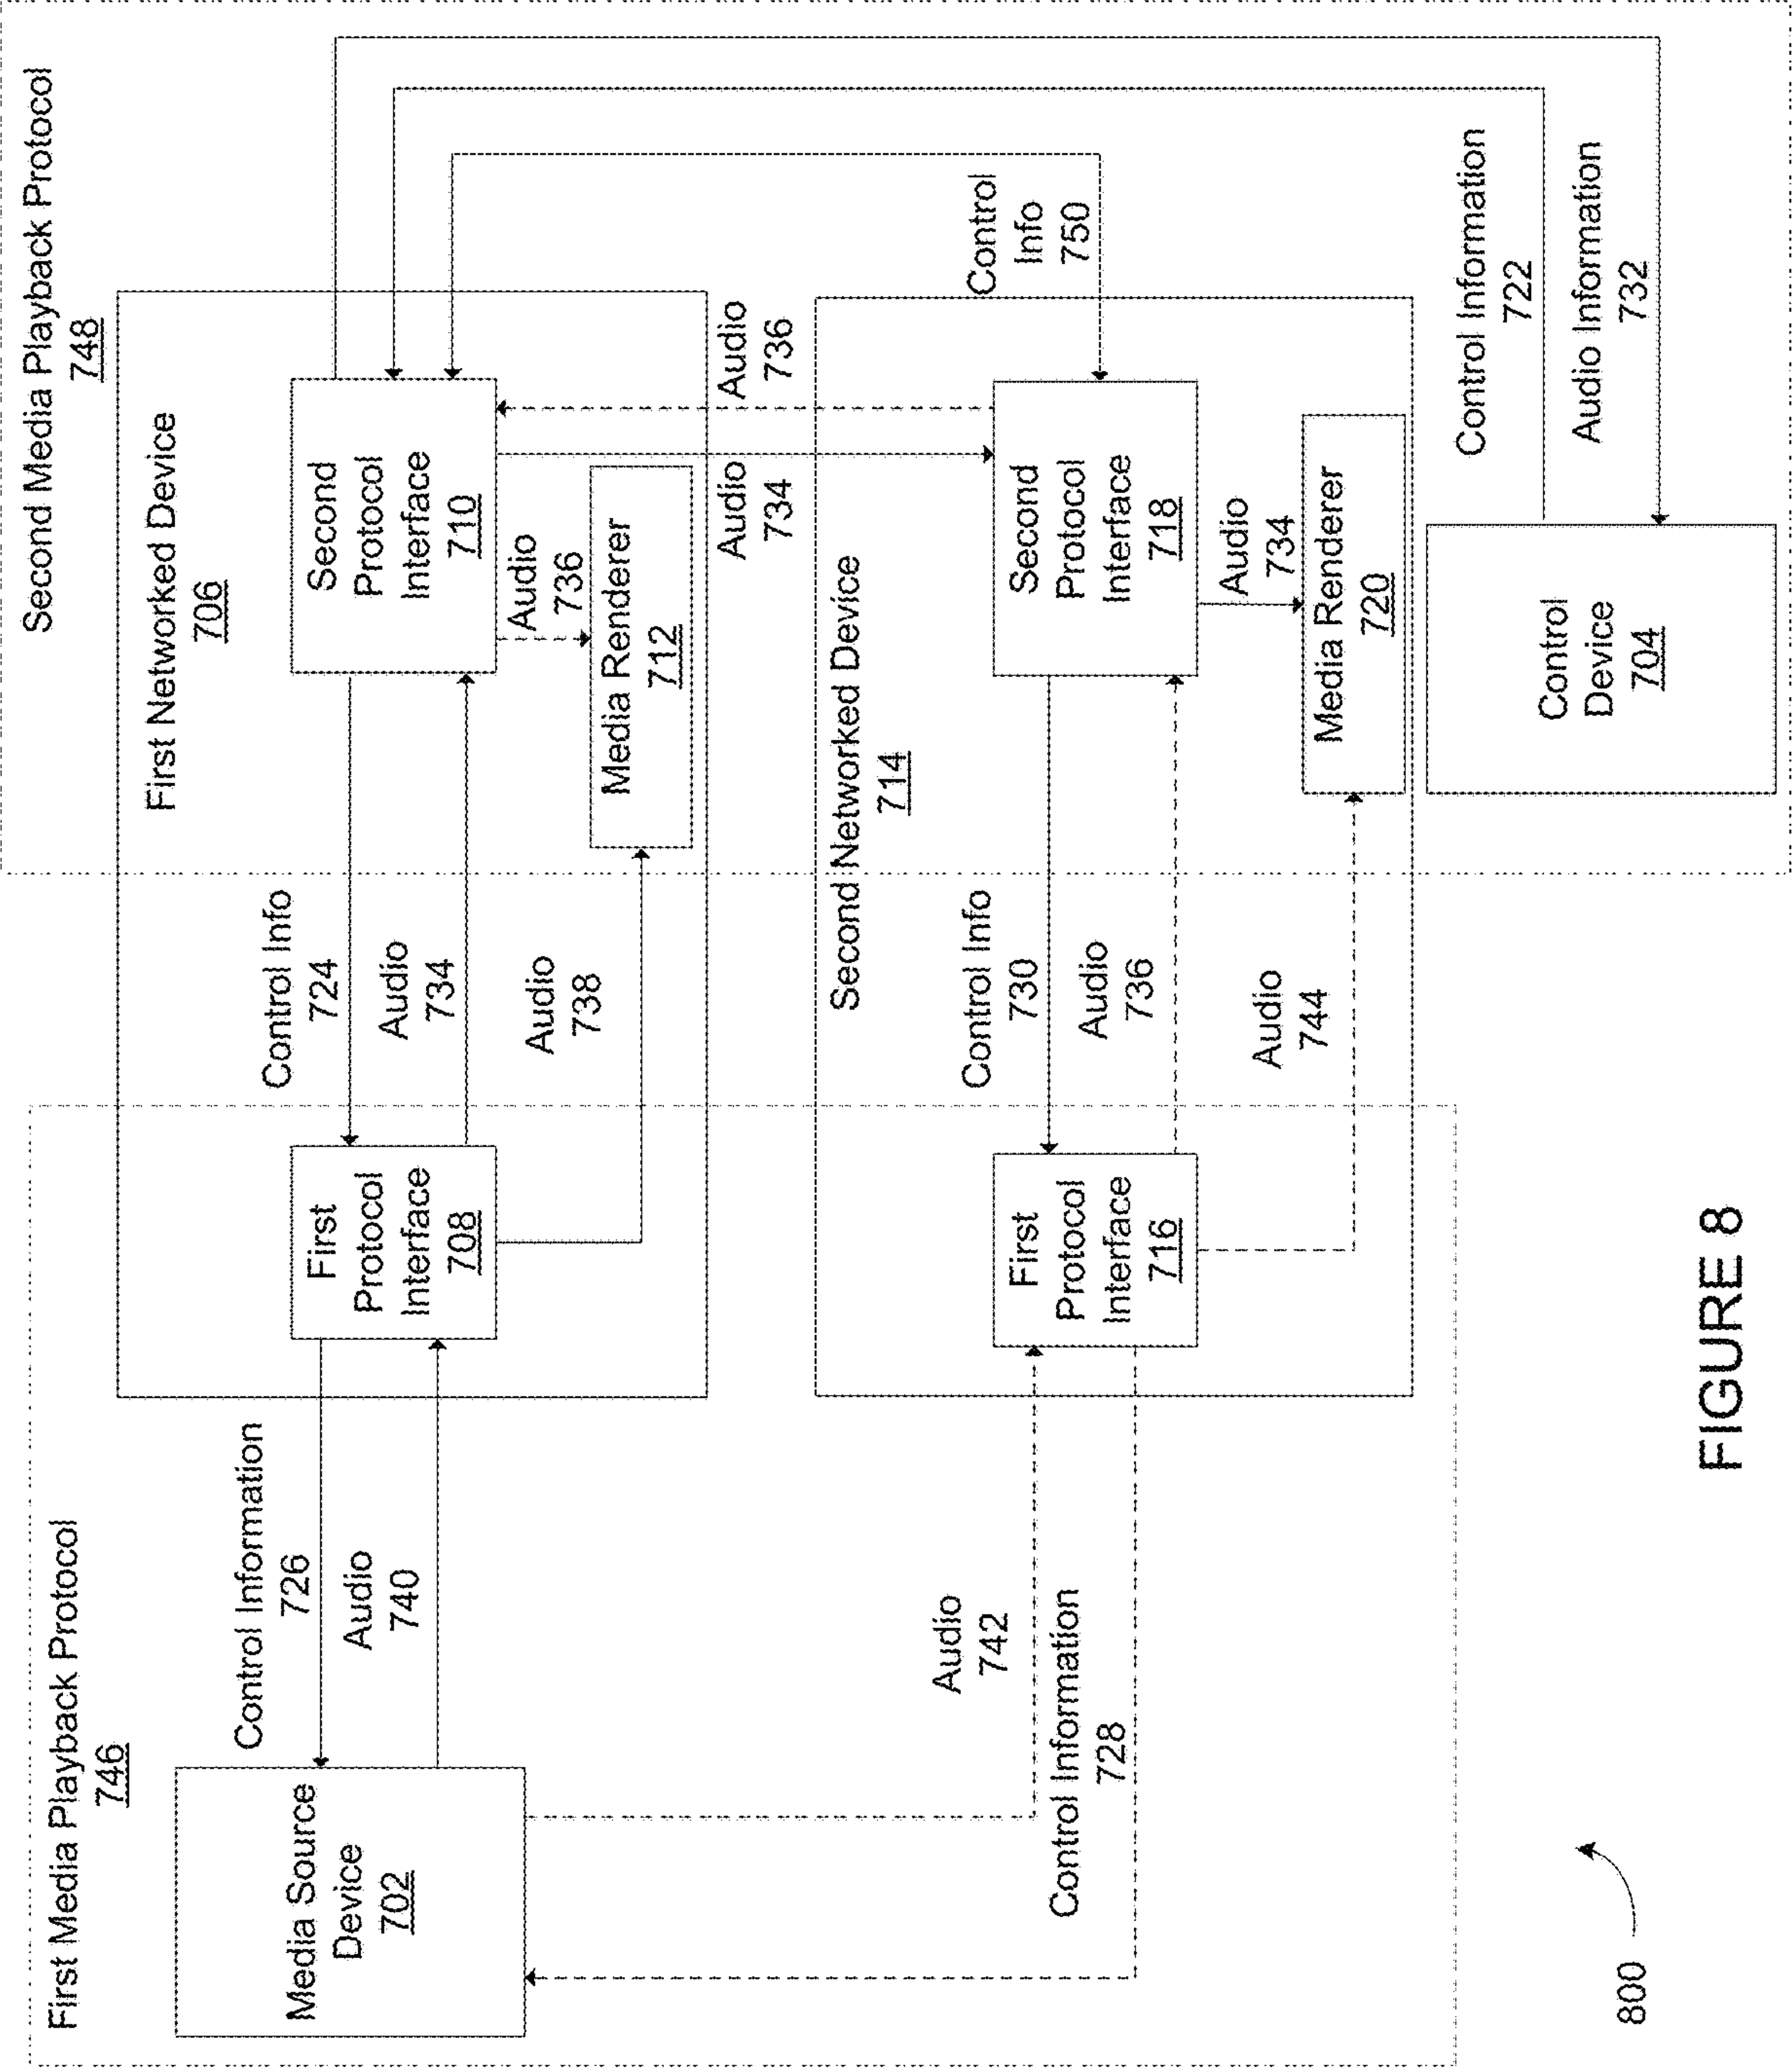 First Media Playback Protocol
746
Second Media Playback Protocol
748
Media Source
Device
702
Control Information
726
Audio
740
First
Protocol
Interface
708
Control Info
724
Audio
734
Audio
738
First Networked Device
706
Second
Protocol
Interface
710
Audio
736
Media Renderer
712
Audio
734
Audio
736
Control
Info
750
Audio
742
Control Information
728
First
Protocol
Interface
716
Control Info
730
Audio
736
Audio
744
Second Networked Device
714
Second
Protocol
Interface
718
Audio
734
Media Renderer
720
Control
Device
704
Control Information
722
Audio Information
732
800
FIGURE 8